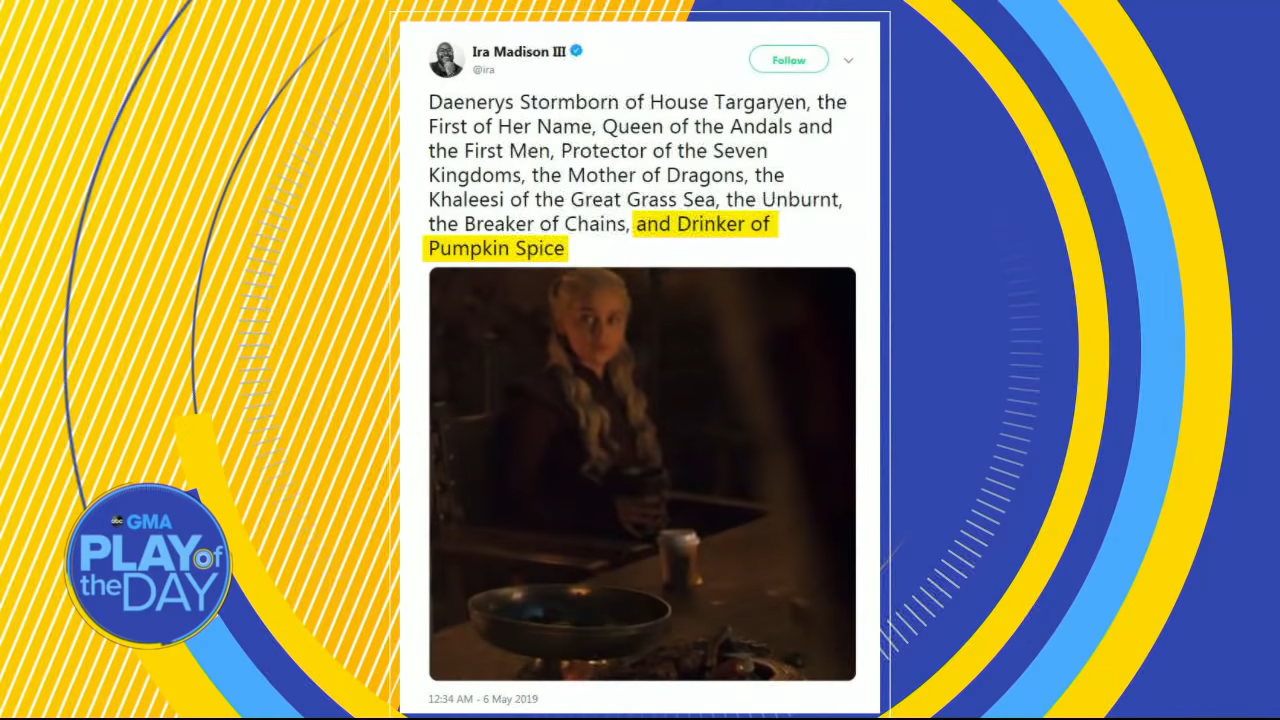 Ira Madison III
@ira
Follow
Daenerys Stormborn of House Targaryen, the
First of Her Name, Queen of the Andals and
the First Men, Protector of the Seven
Kingdoms, the Mother of Dragons, the
Khaleesi of the Great Grass Sea, the Unburnt,
the Breaker of Chains, and Drinker of
Pumpkin Spice
12:34 AM - 6 May 2019
abc GMA
PLAY of
the DAY